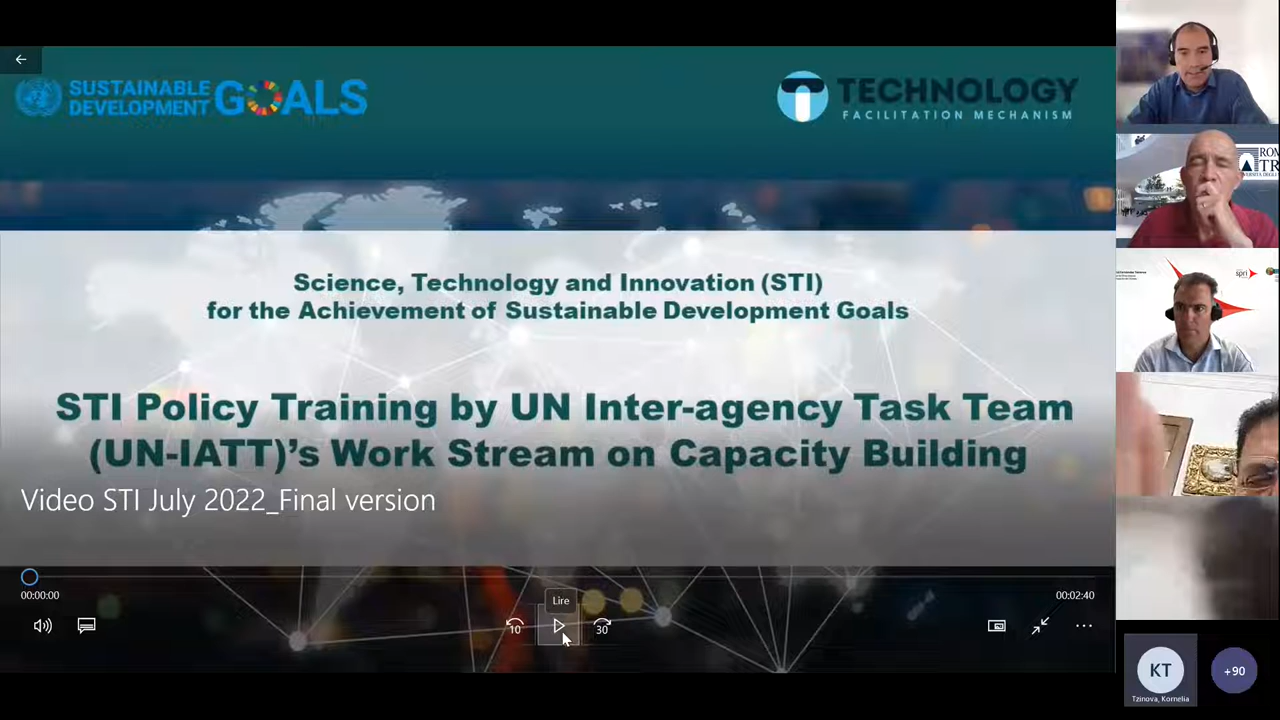 SUSTAINABLE
DEVELOPMENT
GOALS
TECHNOLOGY
FACILITATION MECHANISM
Science, Technology and Innovation (STI)
for the Achievement of Sustainable Development Goals
STI Policy Training by UN Inter-agency Task Team
(UN-IATT)’s Work Stream on Capacity Building
Video STI July 2022_Final version
00:00:00
00:02:40
Lire
10
30
spri
KT
Tzinova, Kornelia
+90